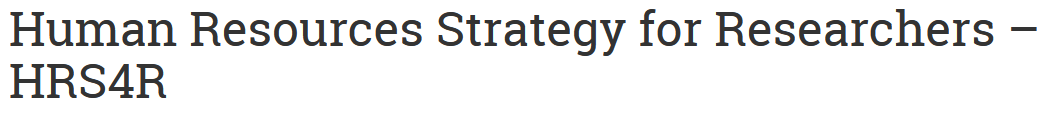 Human Resources Strategy for Researchers –
HRS4R